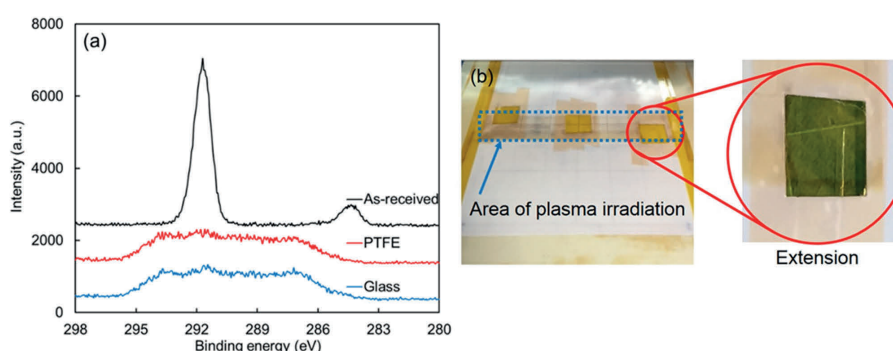 (a)
8000
6000
4000
2000
0
Intensity (a.u.)
As-received
PTFE
Glass
298 295 292 289 286 283 280
Binding energy (eV)
(b)
Area of plasma irradiation
Extension